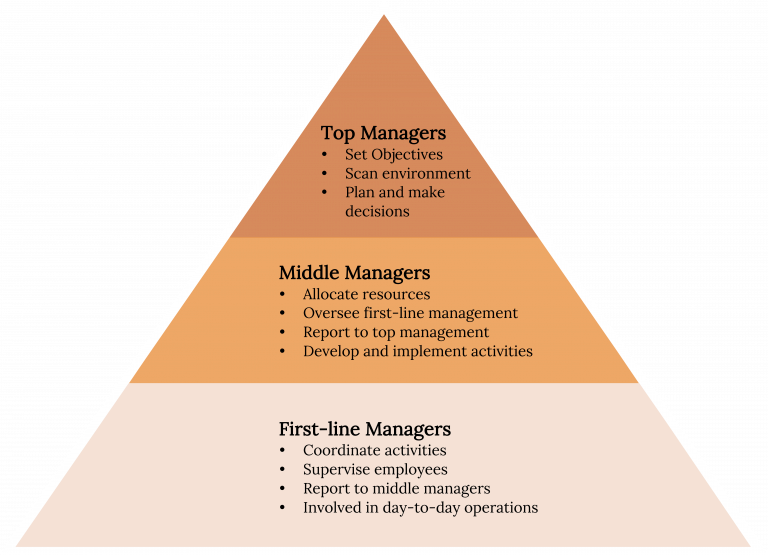 Top Managers
• Set Objectives
• Scan environment
• Plan and make
decisions
Middle Managers
• Allocate resources
• Oversee first-line management
• Report to top management
• Develop and implement activities
First-line Managers
• Coordinate activities
• Supervise employees
• Report to middle managers
• Involved in day-to-day operations